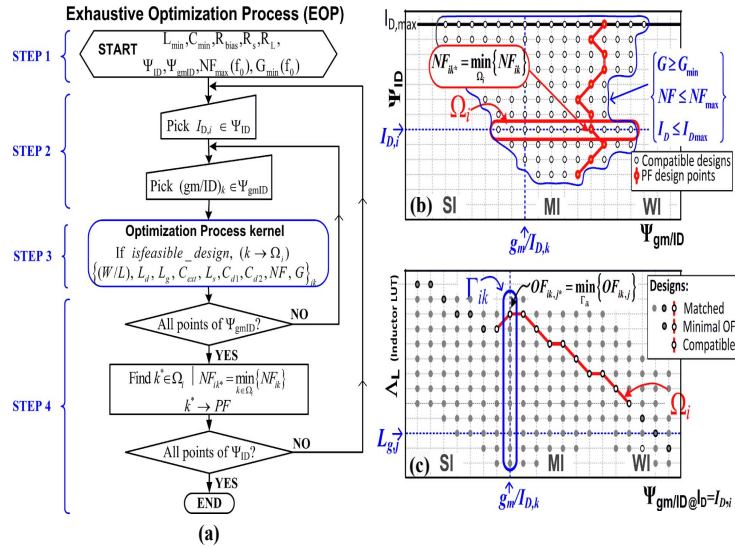 Exhaustive Optimization Process (EOP)
STEP 1
START
L_min, C_min, R_bias, R_s, R_L,
Ψ_ID, Ψ_gmID, NF_max(f_0), G_min(f_0)
STEP 2
Pick I_D,i ∈ Ψ_ID
Pick (gm/ID)_k ∈ Ψ_gmID
STEP 3
Optimization Process kernel
If isfeasible_design, (k → Ω_i)
{(W/L), L_d, L_g, C_ext, L_s, C_d1, C_d2, NF, G}_ik
STEP 4
All points of Ψ_gmID?
NO
YES
Find k* ∈ Ω_i | NF_ik* = min_{k∈Ω_i}{NF_ik}
k* → PF
All points of Ψ_ID?
NO
YES
END
(a)
I_D,max
Ψ_ID
NF_ik* = min_{Ω_i}{NF_ik}
Ω_i
I_D,i
G ≥ G_min
NF ≤ NF_max
I_D ≤ I_Dmax
Compatible designs
PF design points
(b)
SI
MI
WI
g_m/I_D,k
Ψ_gm/ID
Γ_ik
OF_ik,j* = min_{Γ_ik}{OF_ik,j}
Designs:
Matched
Minimal OF
Compatible
Λ_L (Inductor LUT)
Ω_i
L_g,j
SI
MI
WI
(c)
g_m/I_D,k
Ψ_gm/ID@I_D=I_D,i